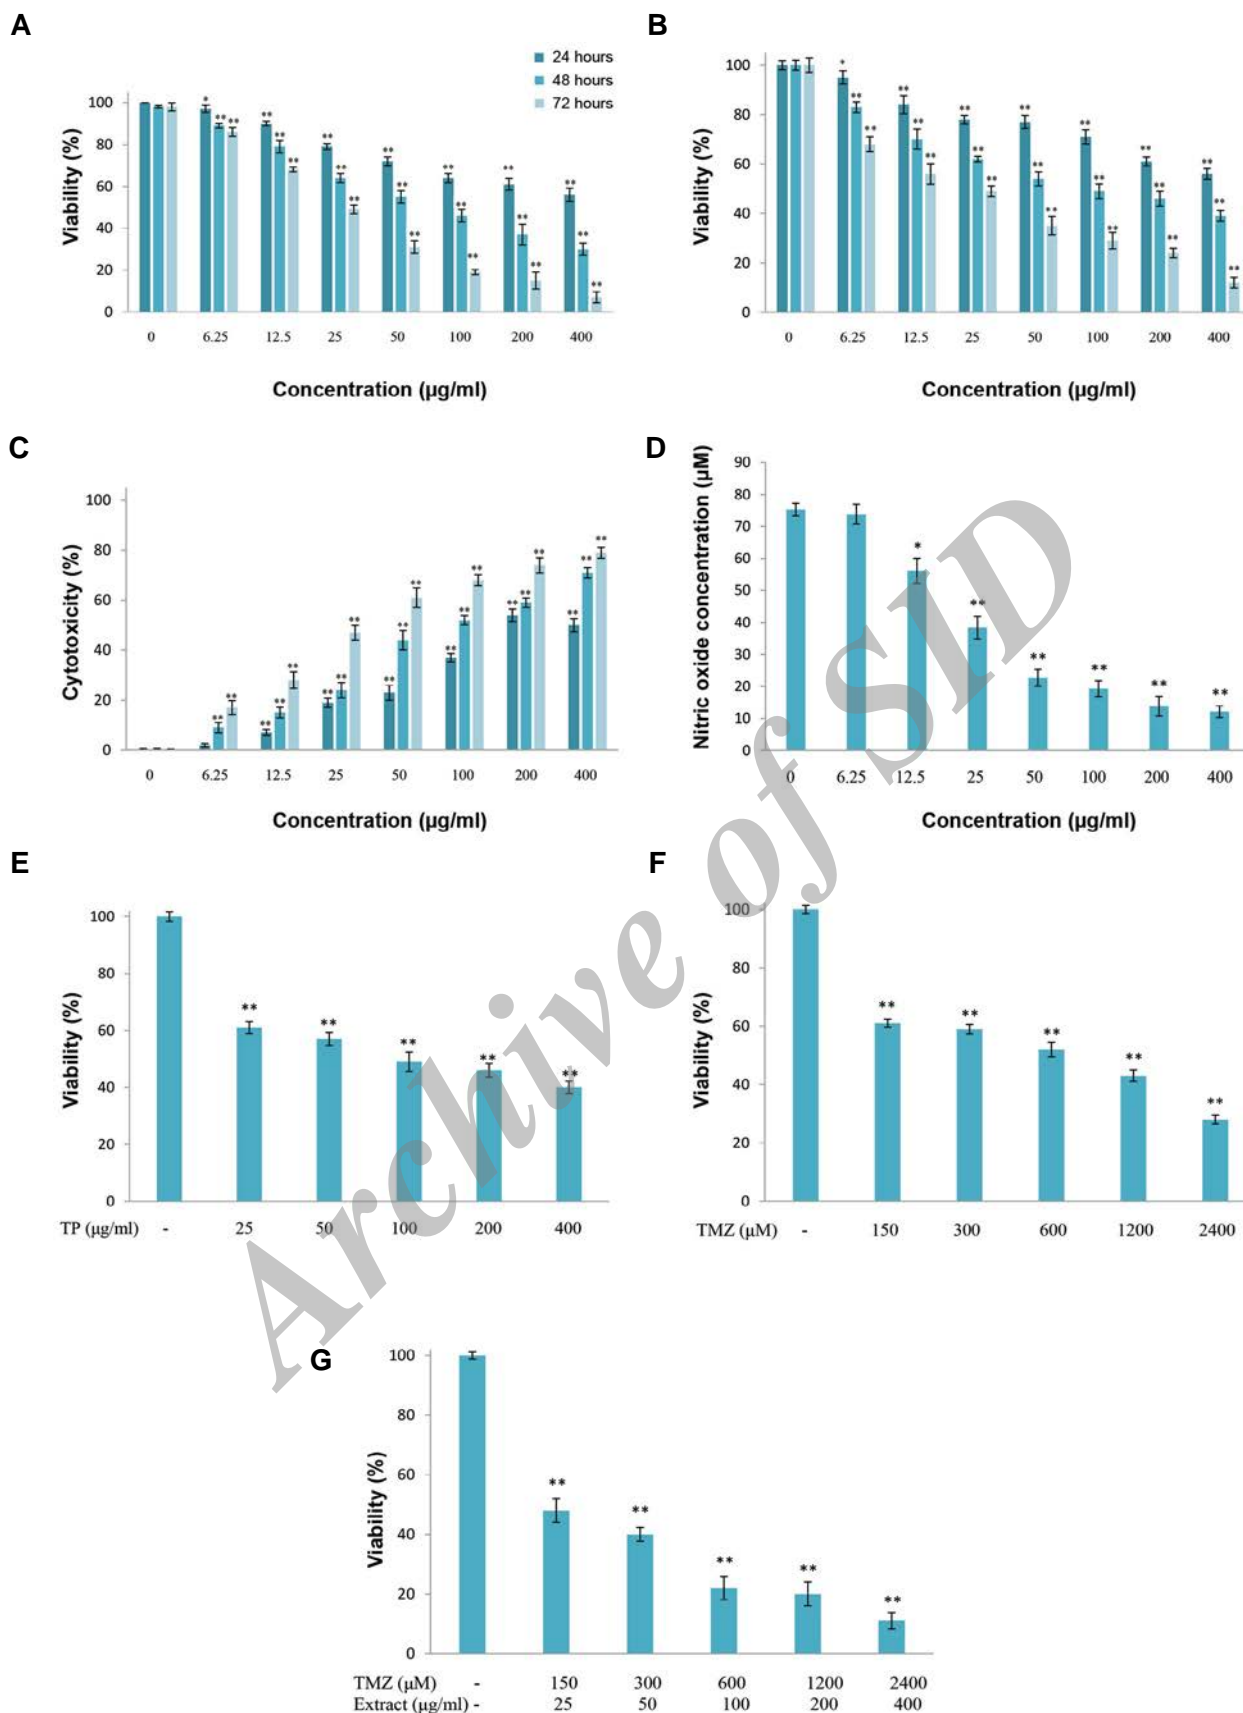 A
24 hours
48 hours
72 hours
Viability (%)
100
80
60
40
20
0
* ** ** ** ** ** ** ** ** ** ** ** ** ** ** ** ** ** ** ** **
0 6.25 12.5 25 50 100 200 400
Concentration (µg/ml)
B
Viability (%)
100
80
60
40
20
0
* ** ** ** ** ** ** ** ** ** ** ** ** ** ** ** ** ** ** ** **
0 6.25 12.5 25 50 100 200 400
Concentration (µg/ml)
C
Cytotoxicity (%)
100
80
60
40
20
0
** ** ** ** ** ** ** ** ** ** ** ** ** ** ** ** ** ** ** **
0 6.25 12.5 25 50 100 200 400
Concentration (µg/ml)
D
Nitric oxide concentration (µM)
90
80
70
60
50
40
30
20
10
0
* ** ** ** ** **
0 6.25 12.5 25 50 100 200 400
Concentration (µg/ml)
E
Viability (%)
100
80
60
40
20
0
** ** ** ** **
TP (µg/ml) - 25 50 100 200 400
F
Viability (%)
100
80
60
40
20
0
** ** ** ** **
TMZ (µM) - 150 300 600 1200 2400
G
Viability (%)
100
80
60
40
20
0
** ** ** ** **
TMZ (µM) - 150 300 600 1200 2400
Extract (µg/ml) - 25 50 100 200 400
Archive of SID